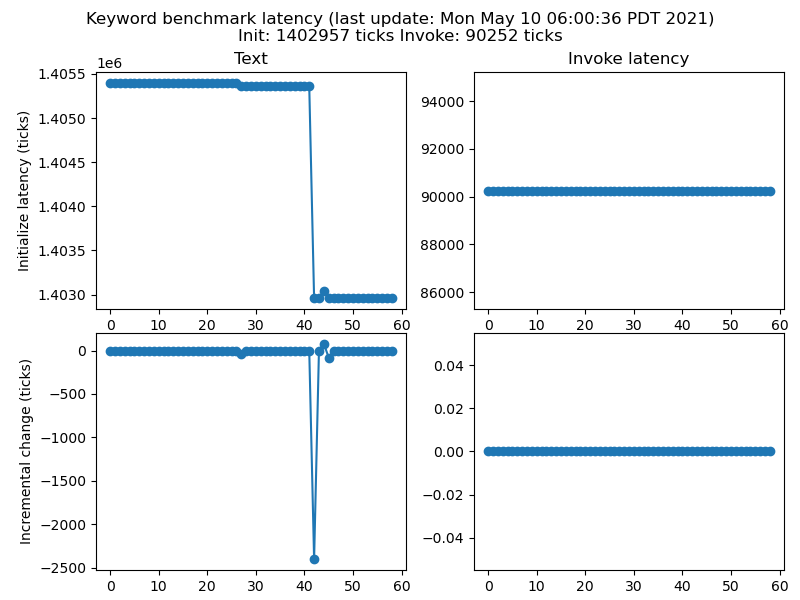 Keyword benchmark latency (last update: Mon May 10 06:00:36 PDT 2021)
Init: 1402957 ticks Invoke: 90252 ticks
Text
1e6
Initialize latency (ticks)
1.4055
1.4050
1.4045
1.4040
1.4035
1.4030
0 10 20 30 40 50 60
Invoke latency
94000
92000
90000
88000
86000
0 10 20 30 40 50 60
Incremental change (ticks)
0
−500
−1000
−1500
−2000
−2500
0 10 20 30 40 50 60
0.04
0.02
0.00
−0.02
−0.04
0 10 20 30 40 50 60